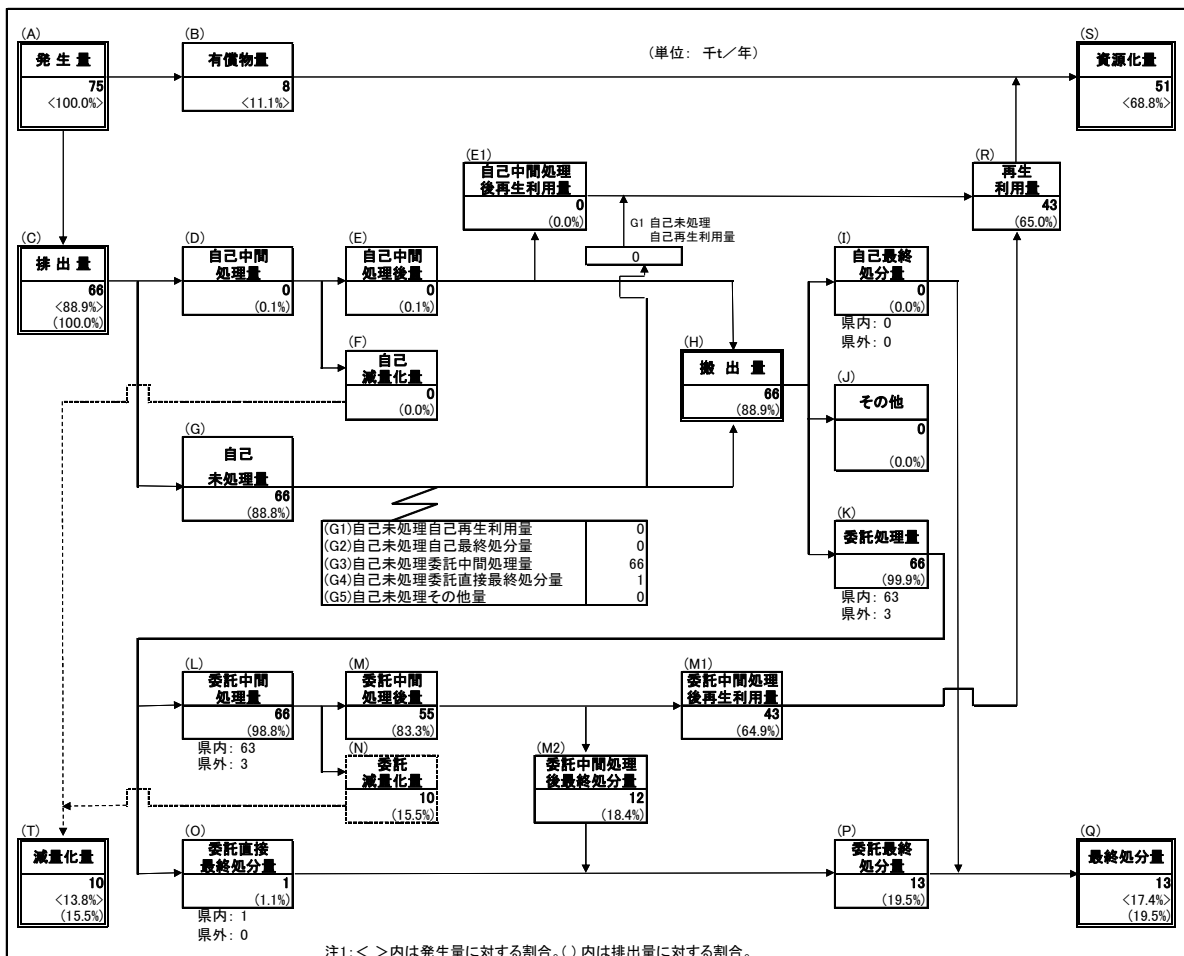 (A)
発 生 量
75
<100.0%>
(B)
有償物量
8
<11.1%>
(単位: 千t/年)
(S)
資源化量
51
<68.8%>
(E1)
自己中間処理
後再生利用量
0
(0.0%)
(R)
再生
利用量
43
(65.0%)
G1 自己未処理
自己再生利用量
0
(C)
排 出 量
66
<88.9%>
(100.0%)
(D)
自己中間
処理量
0
(0.1%)
(E)
自己中間
処理後量
0
(0.1%)
(I)
自己最終
処分量
0
(0.0%)
県内: 0
県外: 0
(F)
自己
減量化量
0
(0.0%)
(H)
搬 出 量
66
(88.9%)
(J)
その他
0
(0.0%)
(G)
自己
未処理量
66
(88.8%)
(G1)自己未処理自己再生利用量 0
(G2)自己未処理自己最終処分量 0
(G3)自己未処理委託中間処理量 66
(G4)自己未処理委託直接最終処分量 1
(G5)自己未処理その他量 0
(K)
委託処理量
66
(99.9%)
県内: 63
県外: 3
(L)
委託中間
処理量
66
(98.8%)
県内: 63
県外: 3
(M)
委託中間
処理後量
55
(83.3%)
(M1)
委託中間処理
後再生利用量
43
(64.9%)
(N)
委託
減量化量
10
(15.5%)
(M2)
委託中間処理
後最終処分量
12
(18.4%)
(T)
減量化量
10
<13.8%>
(15.5%)
(O)
委託直接
最終処分量
1
(1.1%)
県内: 1
県外: 0
(P)
委託最終
処分量
13
(19.5%)
(Q)
最終処分量
13
<17.4%>
(19.5%)
注1:< >内は発生量に対する割合。( )内は排出量に対する割合。